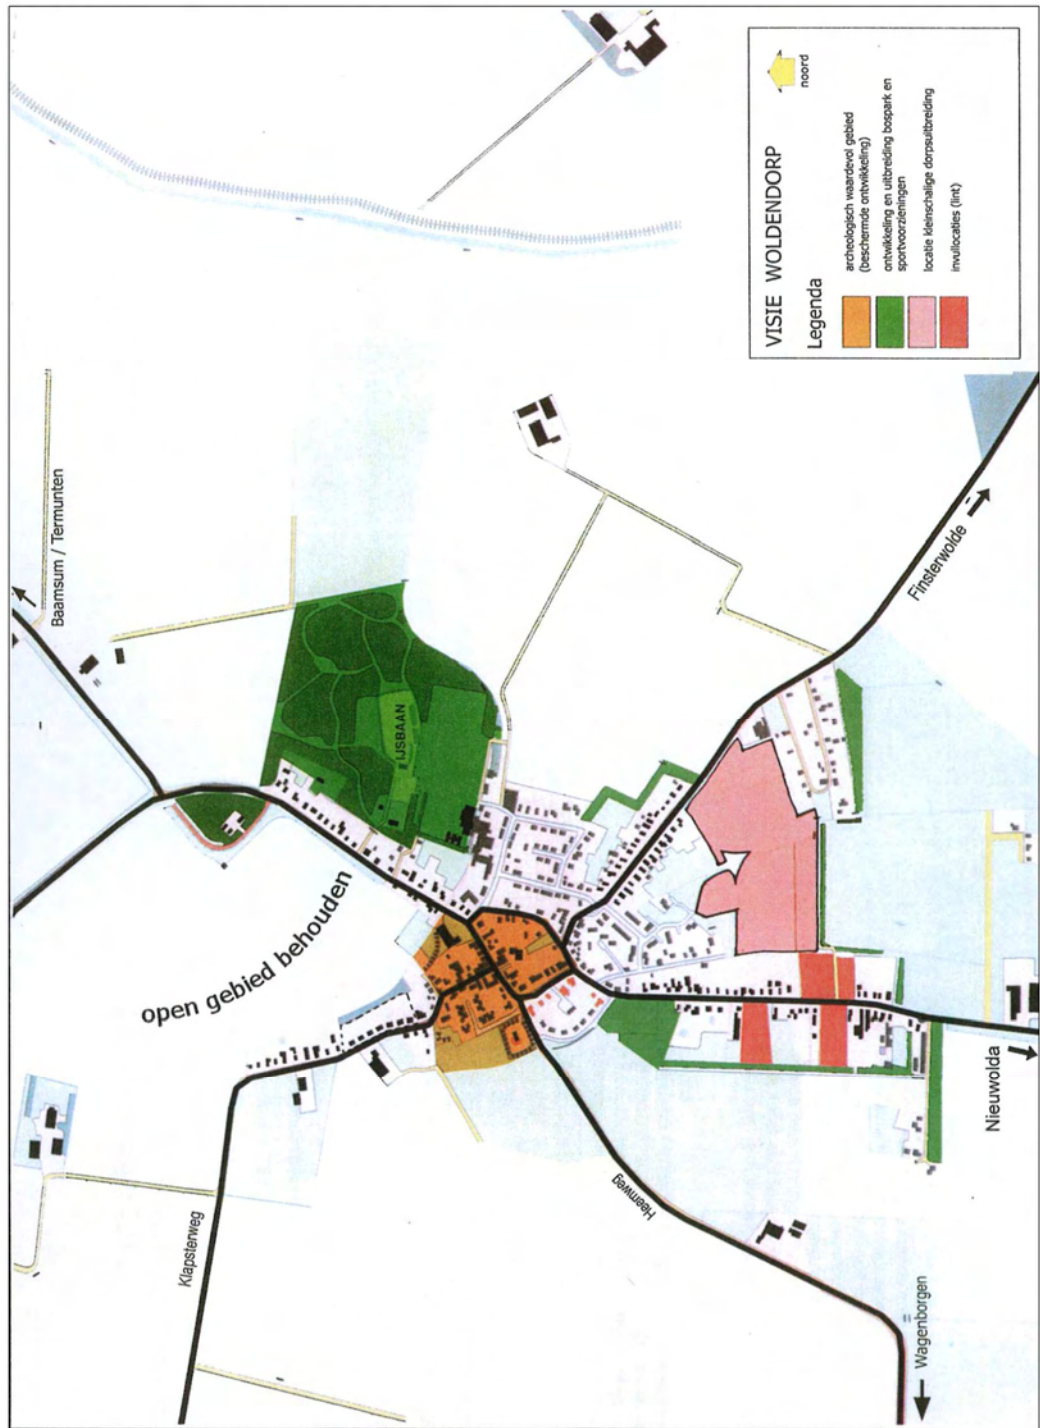 VISIE WOLDENDORP
noord
Legenda
archeologisch waardevol gebied
(beschermde ontwikkeling)
ontwikkeling en uitbreiding bospark en
sportvoorzieningen
locatie kleinschalige dorpsuitbreiding
invullocaties (lint)
Baamsum / Termunten
IJSBAAN
open gebied behouden
Finsterwolde
Klapsterweg
Heemweg
Nieuwolda
Wagenborgen